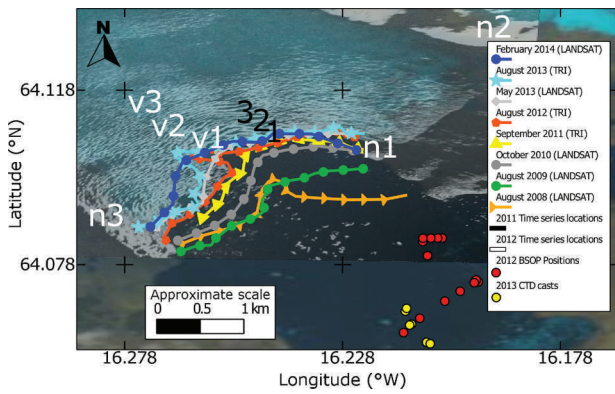 N
n2
February 2014 (LANDSAT)
August 2013 (TRI)
May 2013 (LANDSAT)
August 2012 (TRI)
September 2011 (TRI)
October 2010 (LANDSAT)
August 2009 (LANDSAT)
August 2008 (LANDSAT)
2011 Time series locations
2012 Time series locations
2012 BSOP Positions
2013 CTD casts
64.118
v3
v2
v1
3
2
1
n1
n3
Latitude (°N)
64.078
Approximate scale
0 0.5 1 km
16.278 16.228 16.178
Longitude (°W)